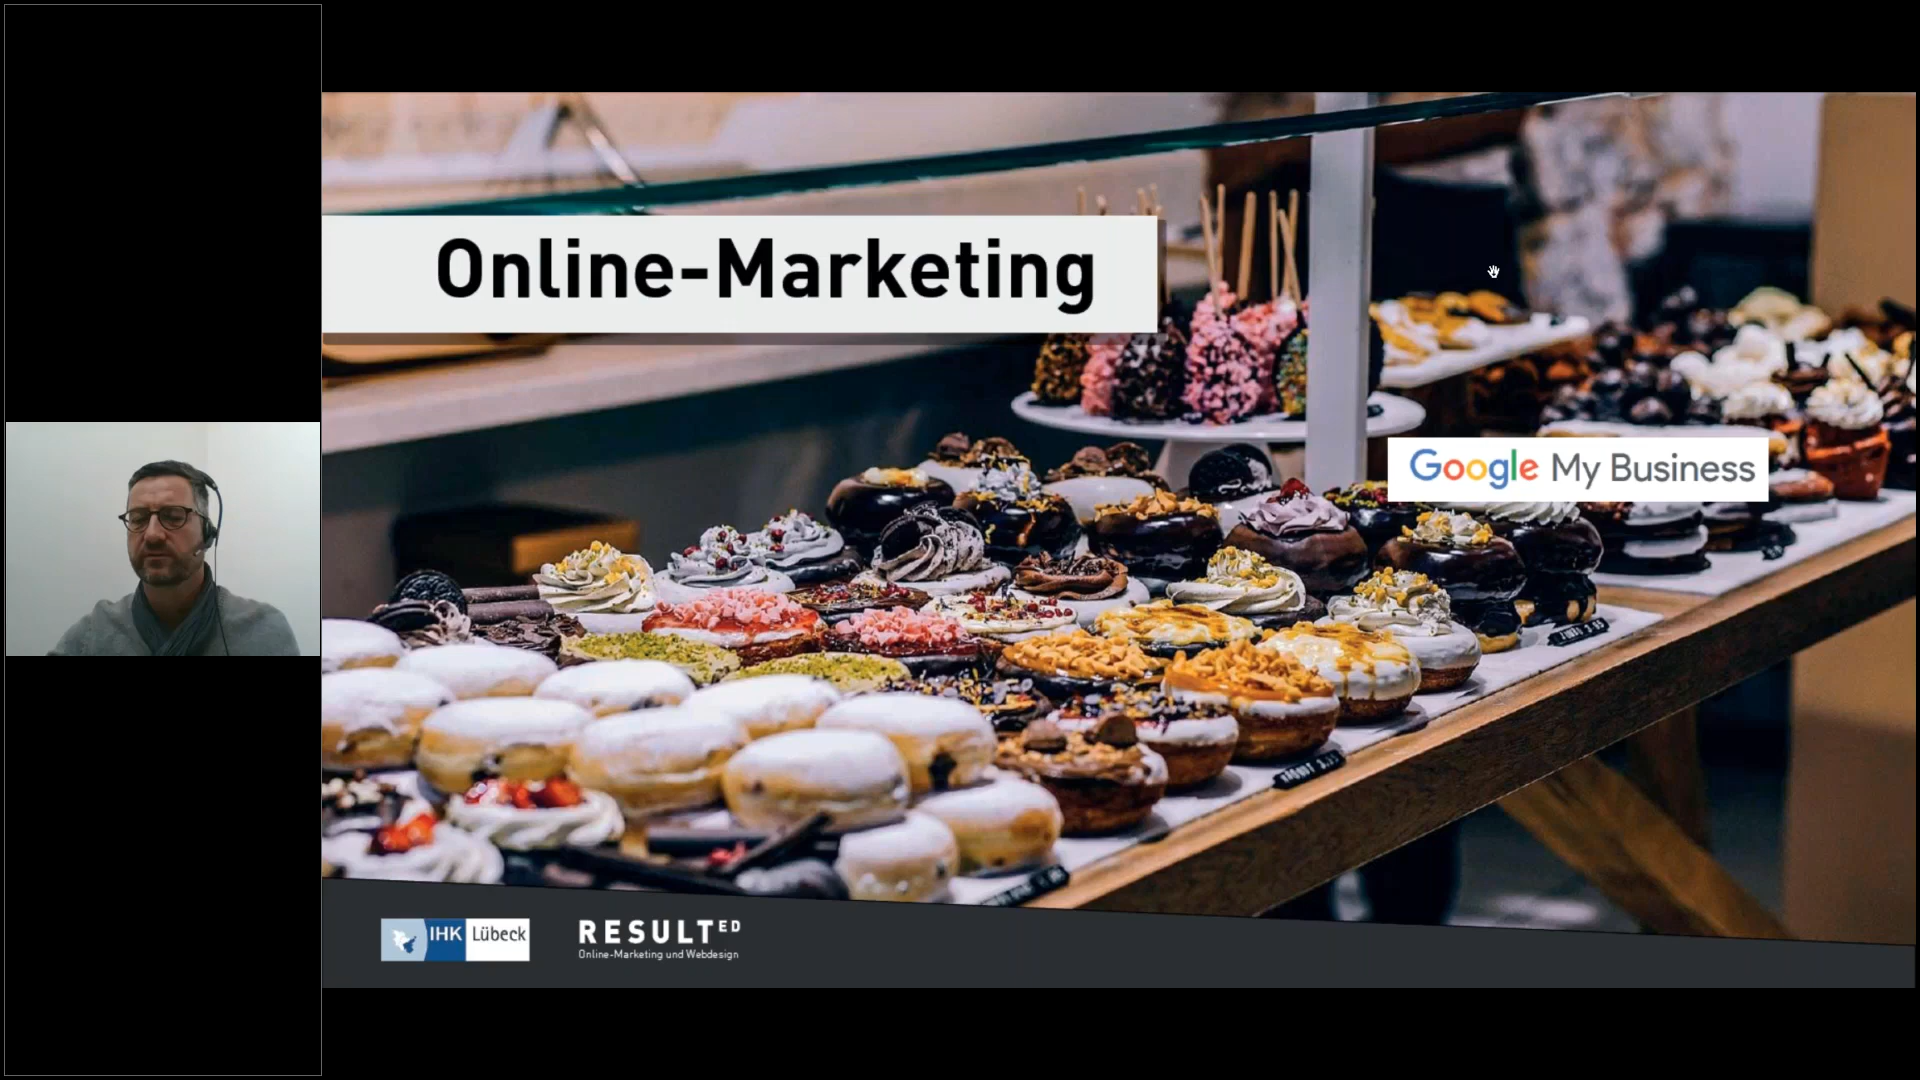 Online-Marketing
Google My Business
IHK Lübeck
RESULTED
Online-Marketing und Webdesign